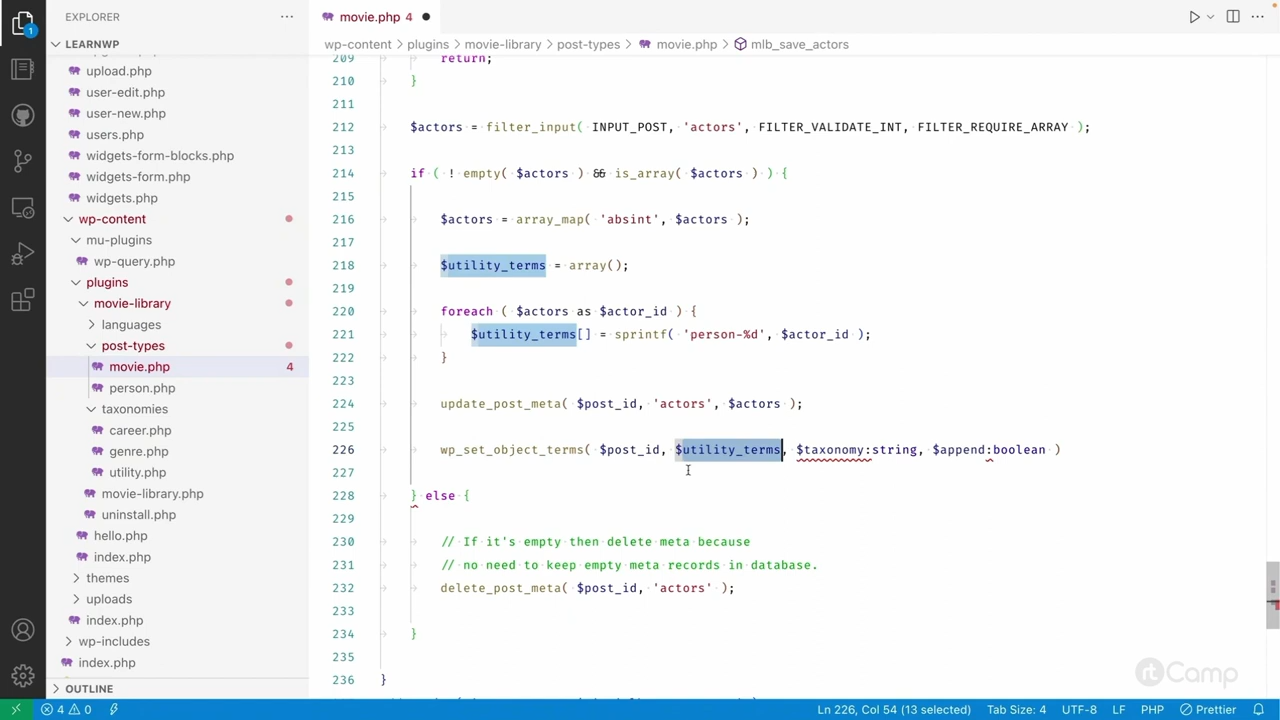 EXPLORER
LEARNWP
upload.php
user-edit.php
user-new.php
users.php
widgets-form-blocks.php
widgets-form.php
widgets.php
wp-content
mu-plugins
wp-query.php
plugins
movie-library
languages
post-types
movie.php 4
person.php
taxonomies
career.php
genre.php
utility.php
movie-library.php
uninstall.php
hello.php
index.php
themes
uploads
index.php
wp-includes
index.php
OUTLINE
movie.php 4
wp-content > plugins > movie-library > post-types > movie.php > mlb_save_actors
209 return;
210 }
211
212 $actors = filter_input( INPUT_POST, 'actors', FILTER_VALIDATE_INT, FILTER_REQUIRE_ARRAY );
213
214 if ( ! empty( $actors ) && is_array( $actors ) ) {
215
216 $actors = array_map( 'absint', $actors );
217
218 $utility_terms = array();
219
220 foreach ( $actors as $actor_id ) {
221 $utility_terms[] = sprintf( 'person-%d', $actor_id );
222 }
223
224 update_post_meta( $post_id, 'actors', $actors );
225
226 wp_set_object_terms( $post_id, $utility_terms, $taxonomy:string, $append:boolean )
227
228 } else {
229
230 // If it's empty then delete meta because
231 // no need to keep empty meta records in database.
232 delete_post_meta( $post_id, 'actors' );
233
234 }
235
236 }
rtCamp
1
4 0 Ln 226, Col 54 (13 selected) Tab Size: 4 UTF-8 LF PHP Prettier